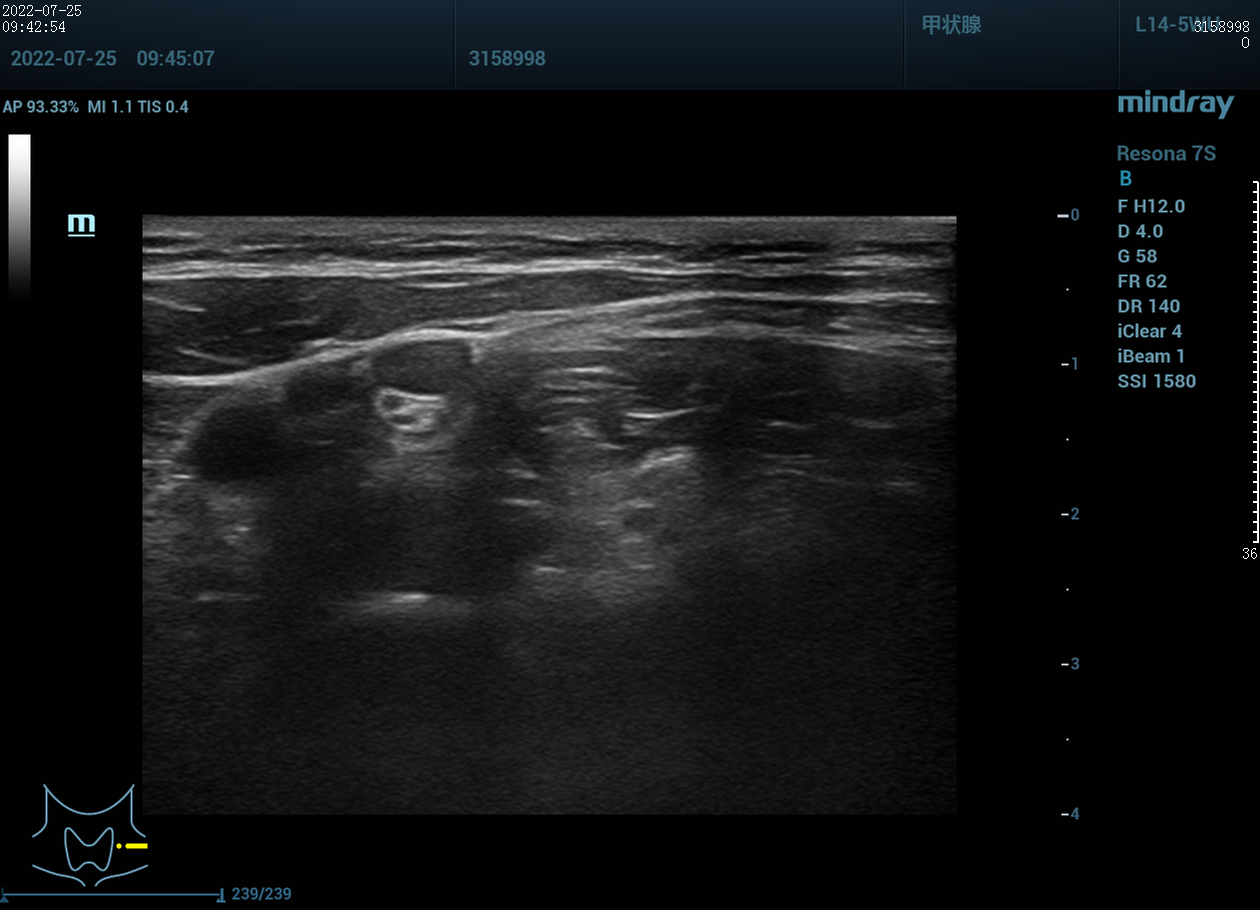 2022-07-25
09:42:54
甲状腺
3158998
0
2022-07-25 09:45:07
3158998
AP 93.33% MI 1.1 TIS 0.4
mindray
Resona 7S
B
F H12.0
D 4.0
G 58
FR 62
DR 140
iClear 4
iBeam 1
SSI 1580
m
0
1
2
3
4
36
239/239